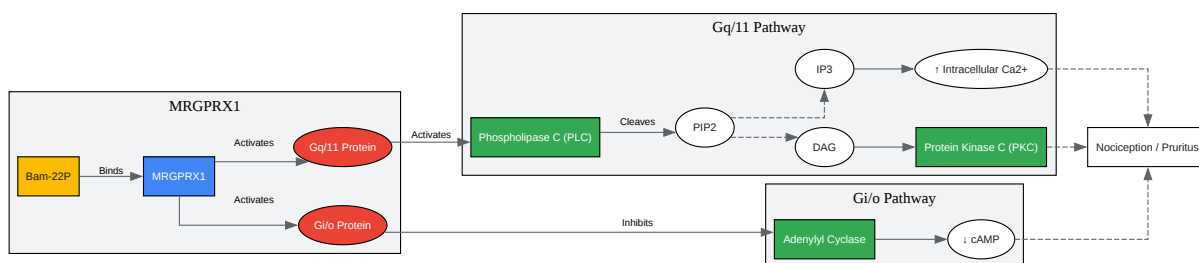 Gq/11 Pathway
IP3
↑ Intracellular Ca2+
MRGPRX1
Activates
Gq/11 Protein
Activates
Phospholipase C (PLC)
Cleaves
PIP2
DAG
Protein Kinase C (PKC)
Nociception / Pruritus
Bam-22P
Binds
MRGPRX1
Activates
Gi/o Protein
Inhibits
Gi/o Pathway
Adenylyl Cyclase
↓ cAMP